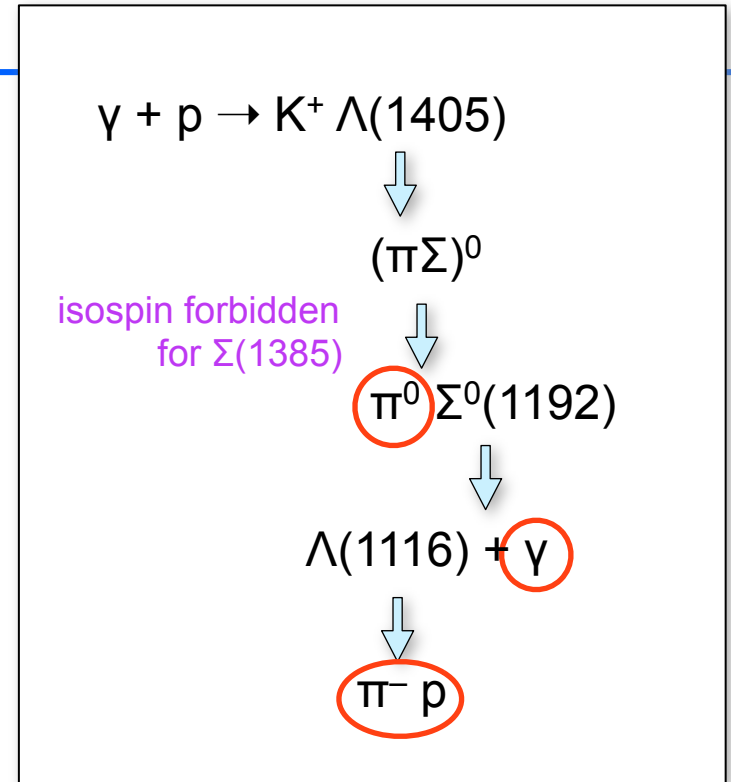 γ + p → K⁺ Λ(1405)
(πΣ)⁰
isospin forbidden
for Σ(1385)
π⁰ Σ⁰(1192)
Λ(1116) + γ
π⁻ p